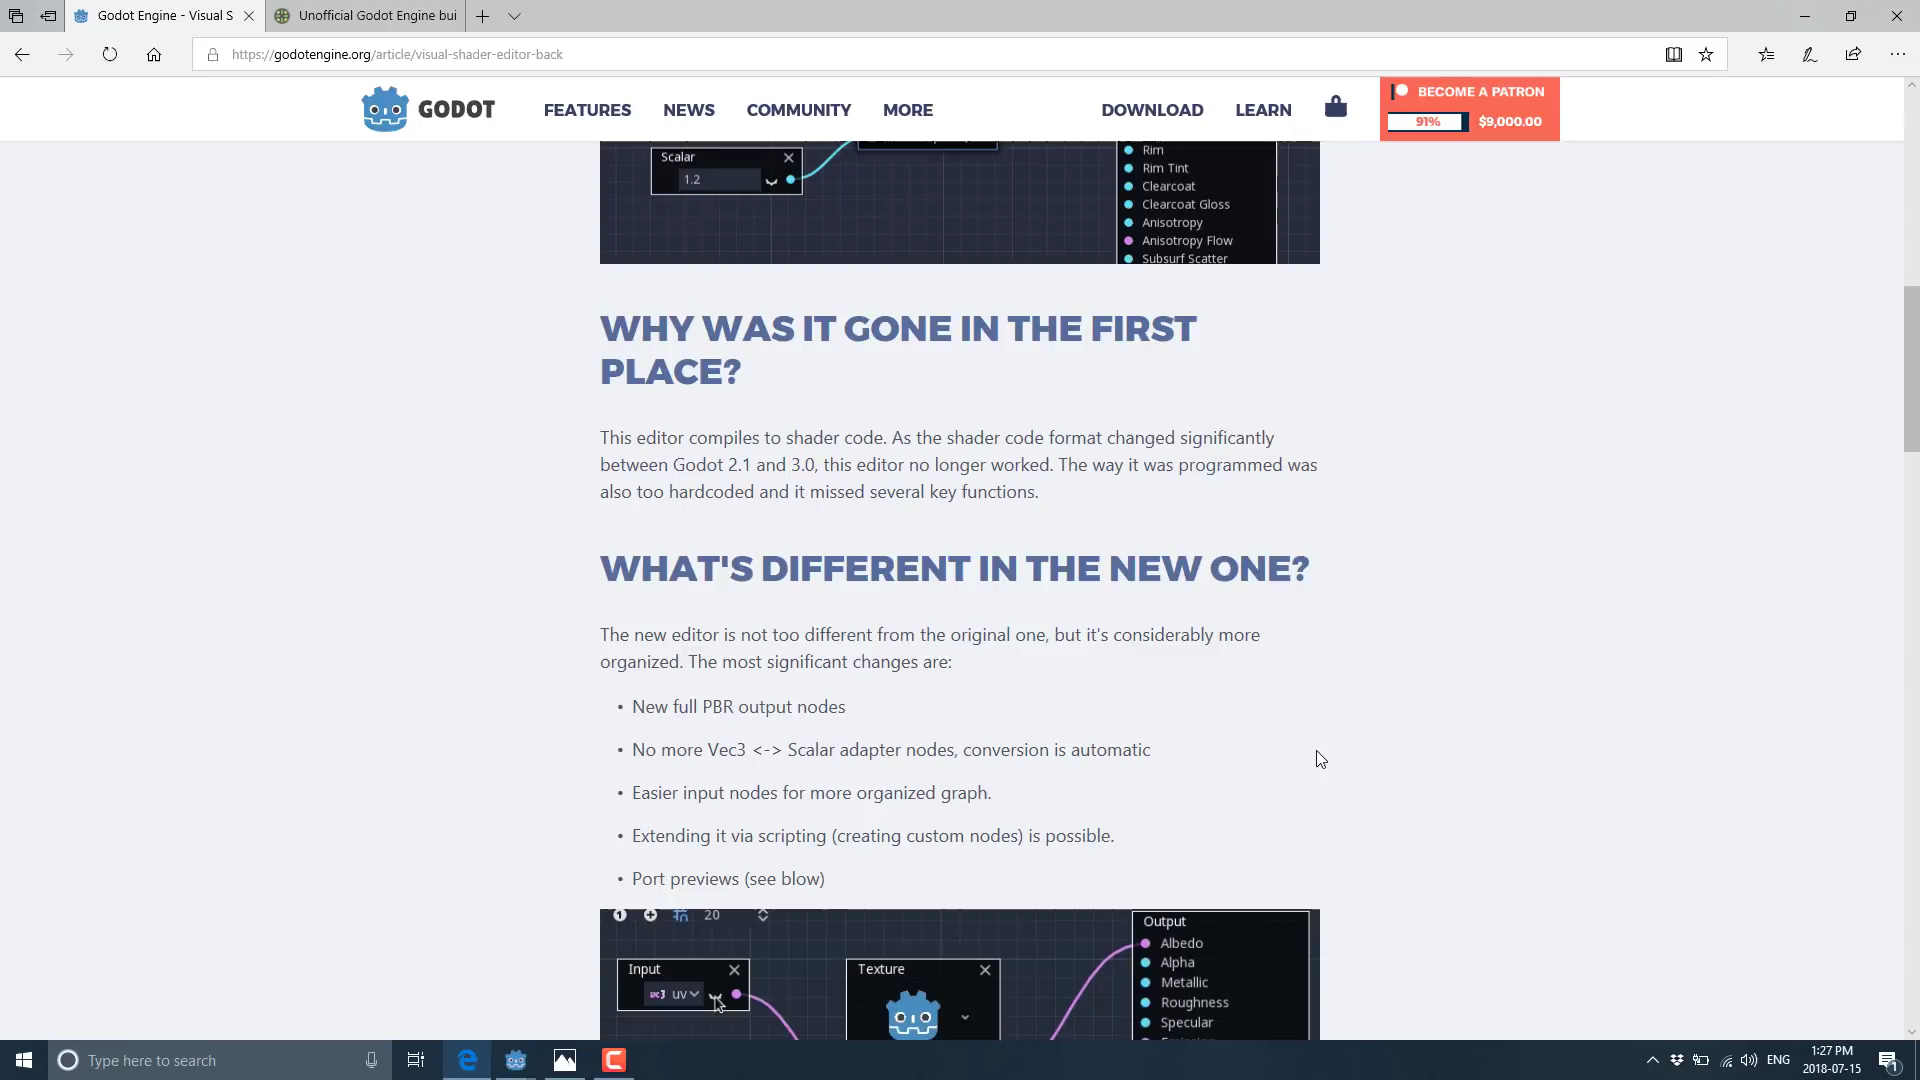 Godot Engine - Visual S
Unofficial Godot Engine bui
https://godotengine.org/article/visual-shader-editor-back
GODOT
FEATURES
NEWS
COMMUNITY
MORE
DOWNLOAD
LEARN
BECOME A PATRON
91%
$9,000.00
Scalar
1.2
Rim
Rim Tint
Clearcoat
Clearcoat Gloss
Anisotropy
Anisotropy Flow
Subsurf Scatter
WHY WAS IT GONE IN THE FIRST
PLACE?
This editor compiles to shader code. As the shader code format changed significantly
between Godot 2.1 and 3.0, this editor no longer worked. The way it was programmed was
also too hardcoded and it missed several key functions.
WHAT'S DIFFERENT IN THE NEW ONE?
The new editor is not too different from the original one, but it's considerably more
organized. The most significant changes are:
• New full PBR output nodes
• No more Vec3 <-> Scalar adapter nodes, conversion is automatic
• Easier input nodes for more organized graph.
• Extending it via scripting (creating custom nodes) is possible.
• Port previews (see blow)
20
Input
vc3 uv
Texture
Output
Albedo
Alpha
Metallic
Roughness
Specular
Type here to search
ENG
1:27 PM
2018-07-15
1